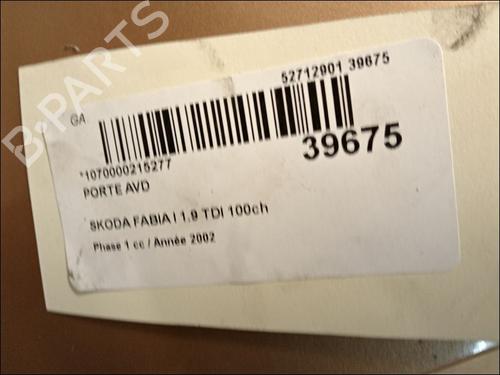 B-PARTS
GA
52712901 39675
*1070000215277
39675
PORTE AVD
SKODA FABIA I 1,9 TDI 100ch
Phase 1 cc / Année 2002